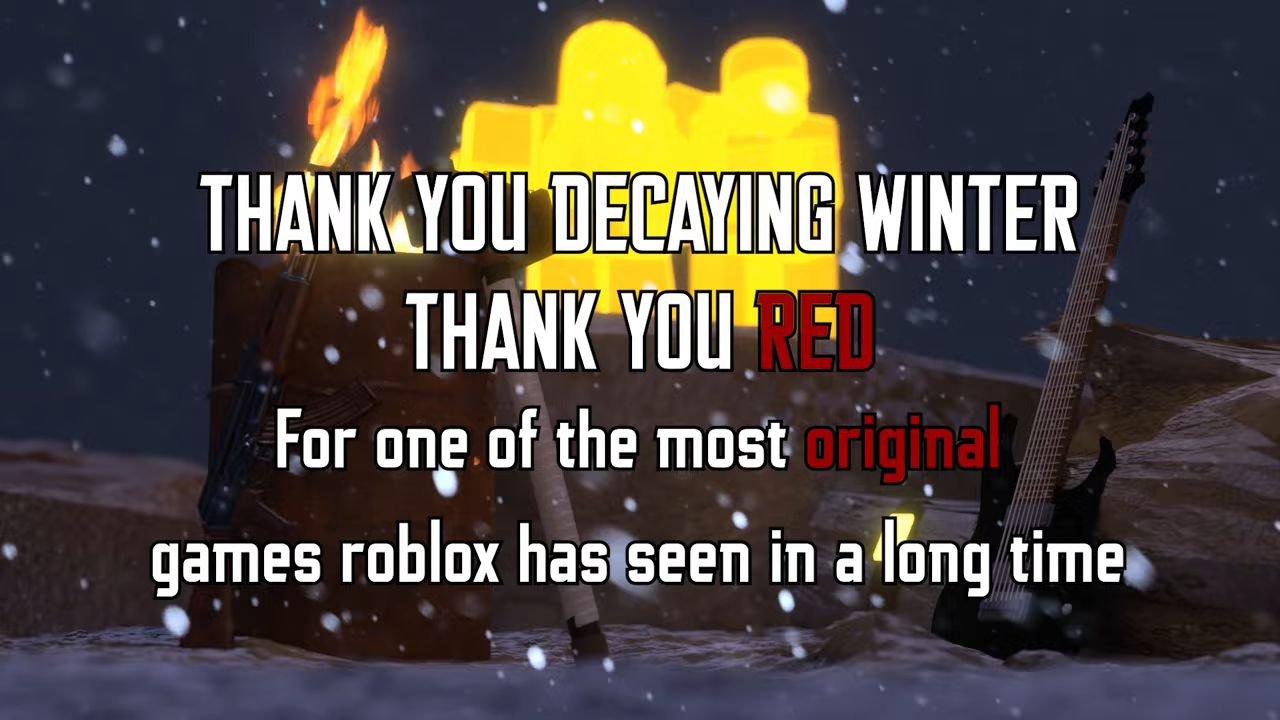 THANK YOU DECAYING WINTER
THANK YOU RED
For one of the most original
games roblox has seen in a long time